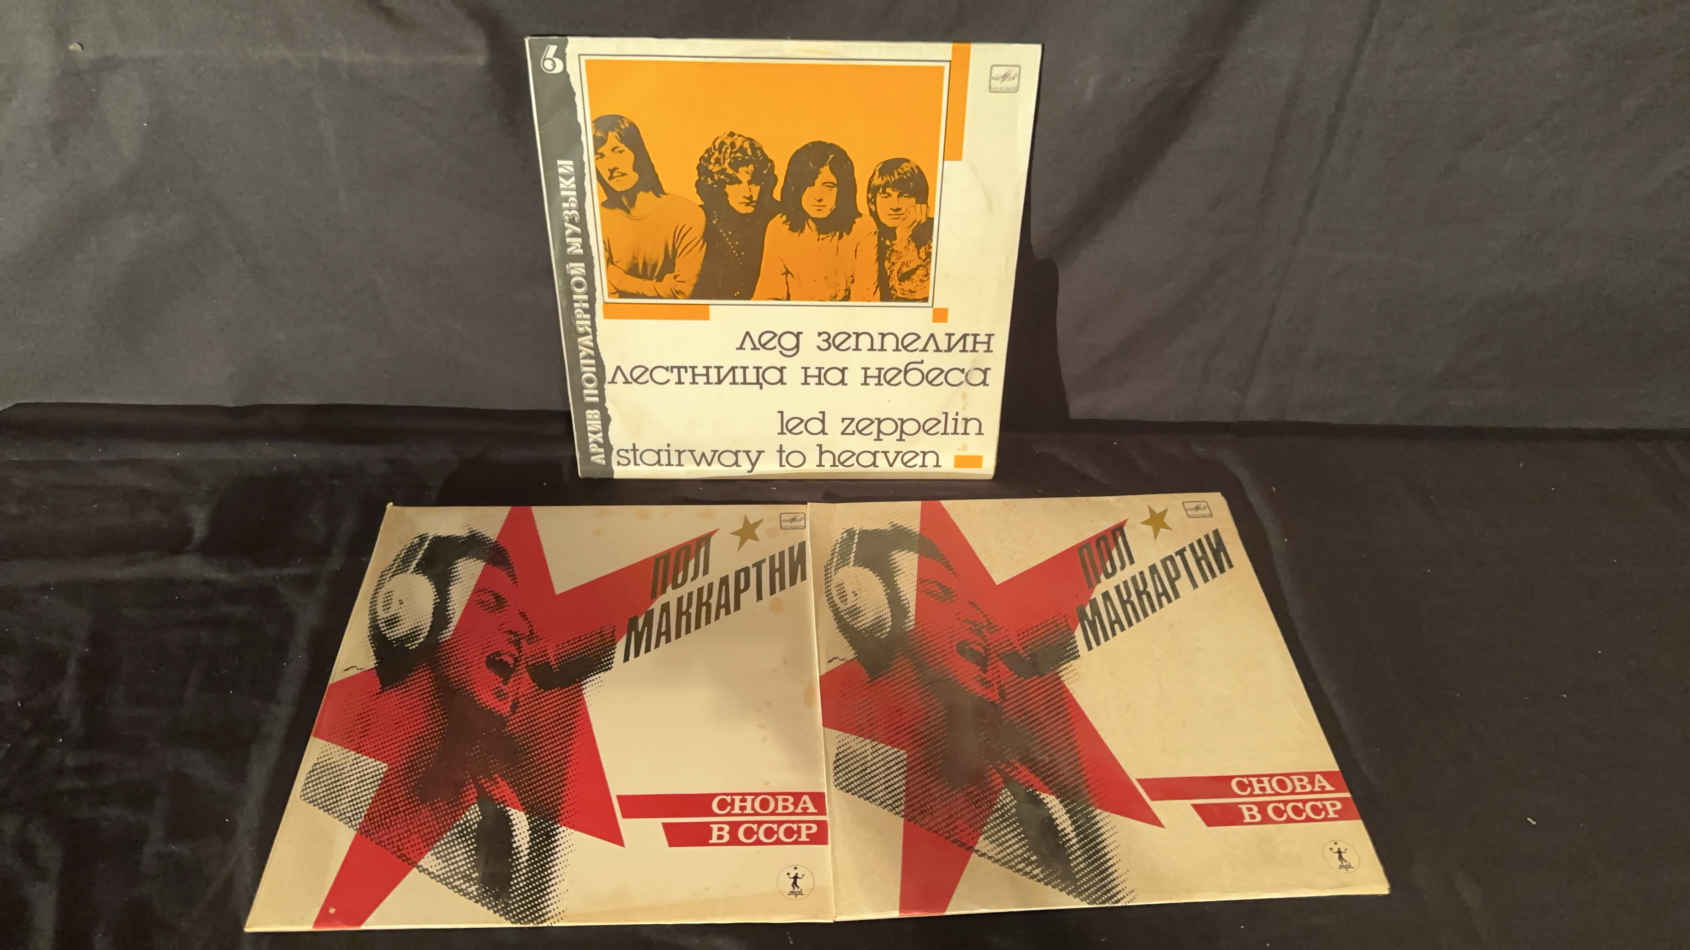 6
АРХИВ ПОПУЛЯРНОЙ МУЗЫКИ
лед зеппелин
лестница на небеса
led zeppelin
stairway to heaven
ПОЛ
МАККАРТНИ
СНОВА
В СССР
ПОЛ
МАККАРТНИ
СНОВА
В СССР